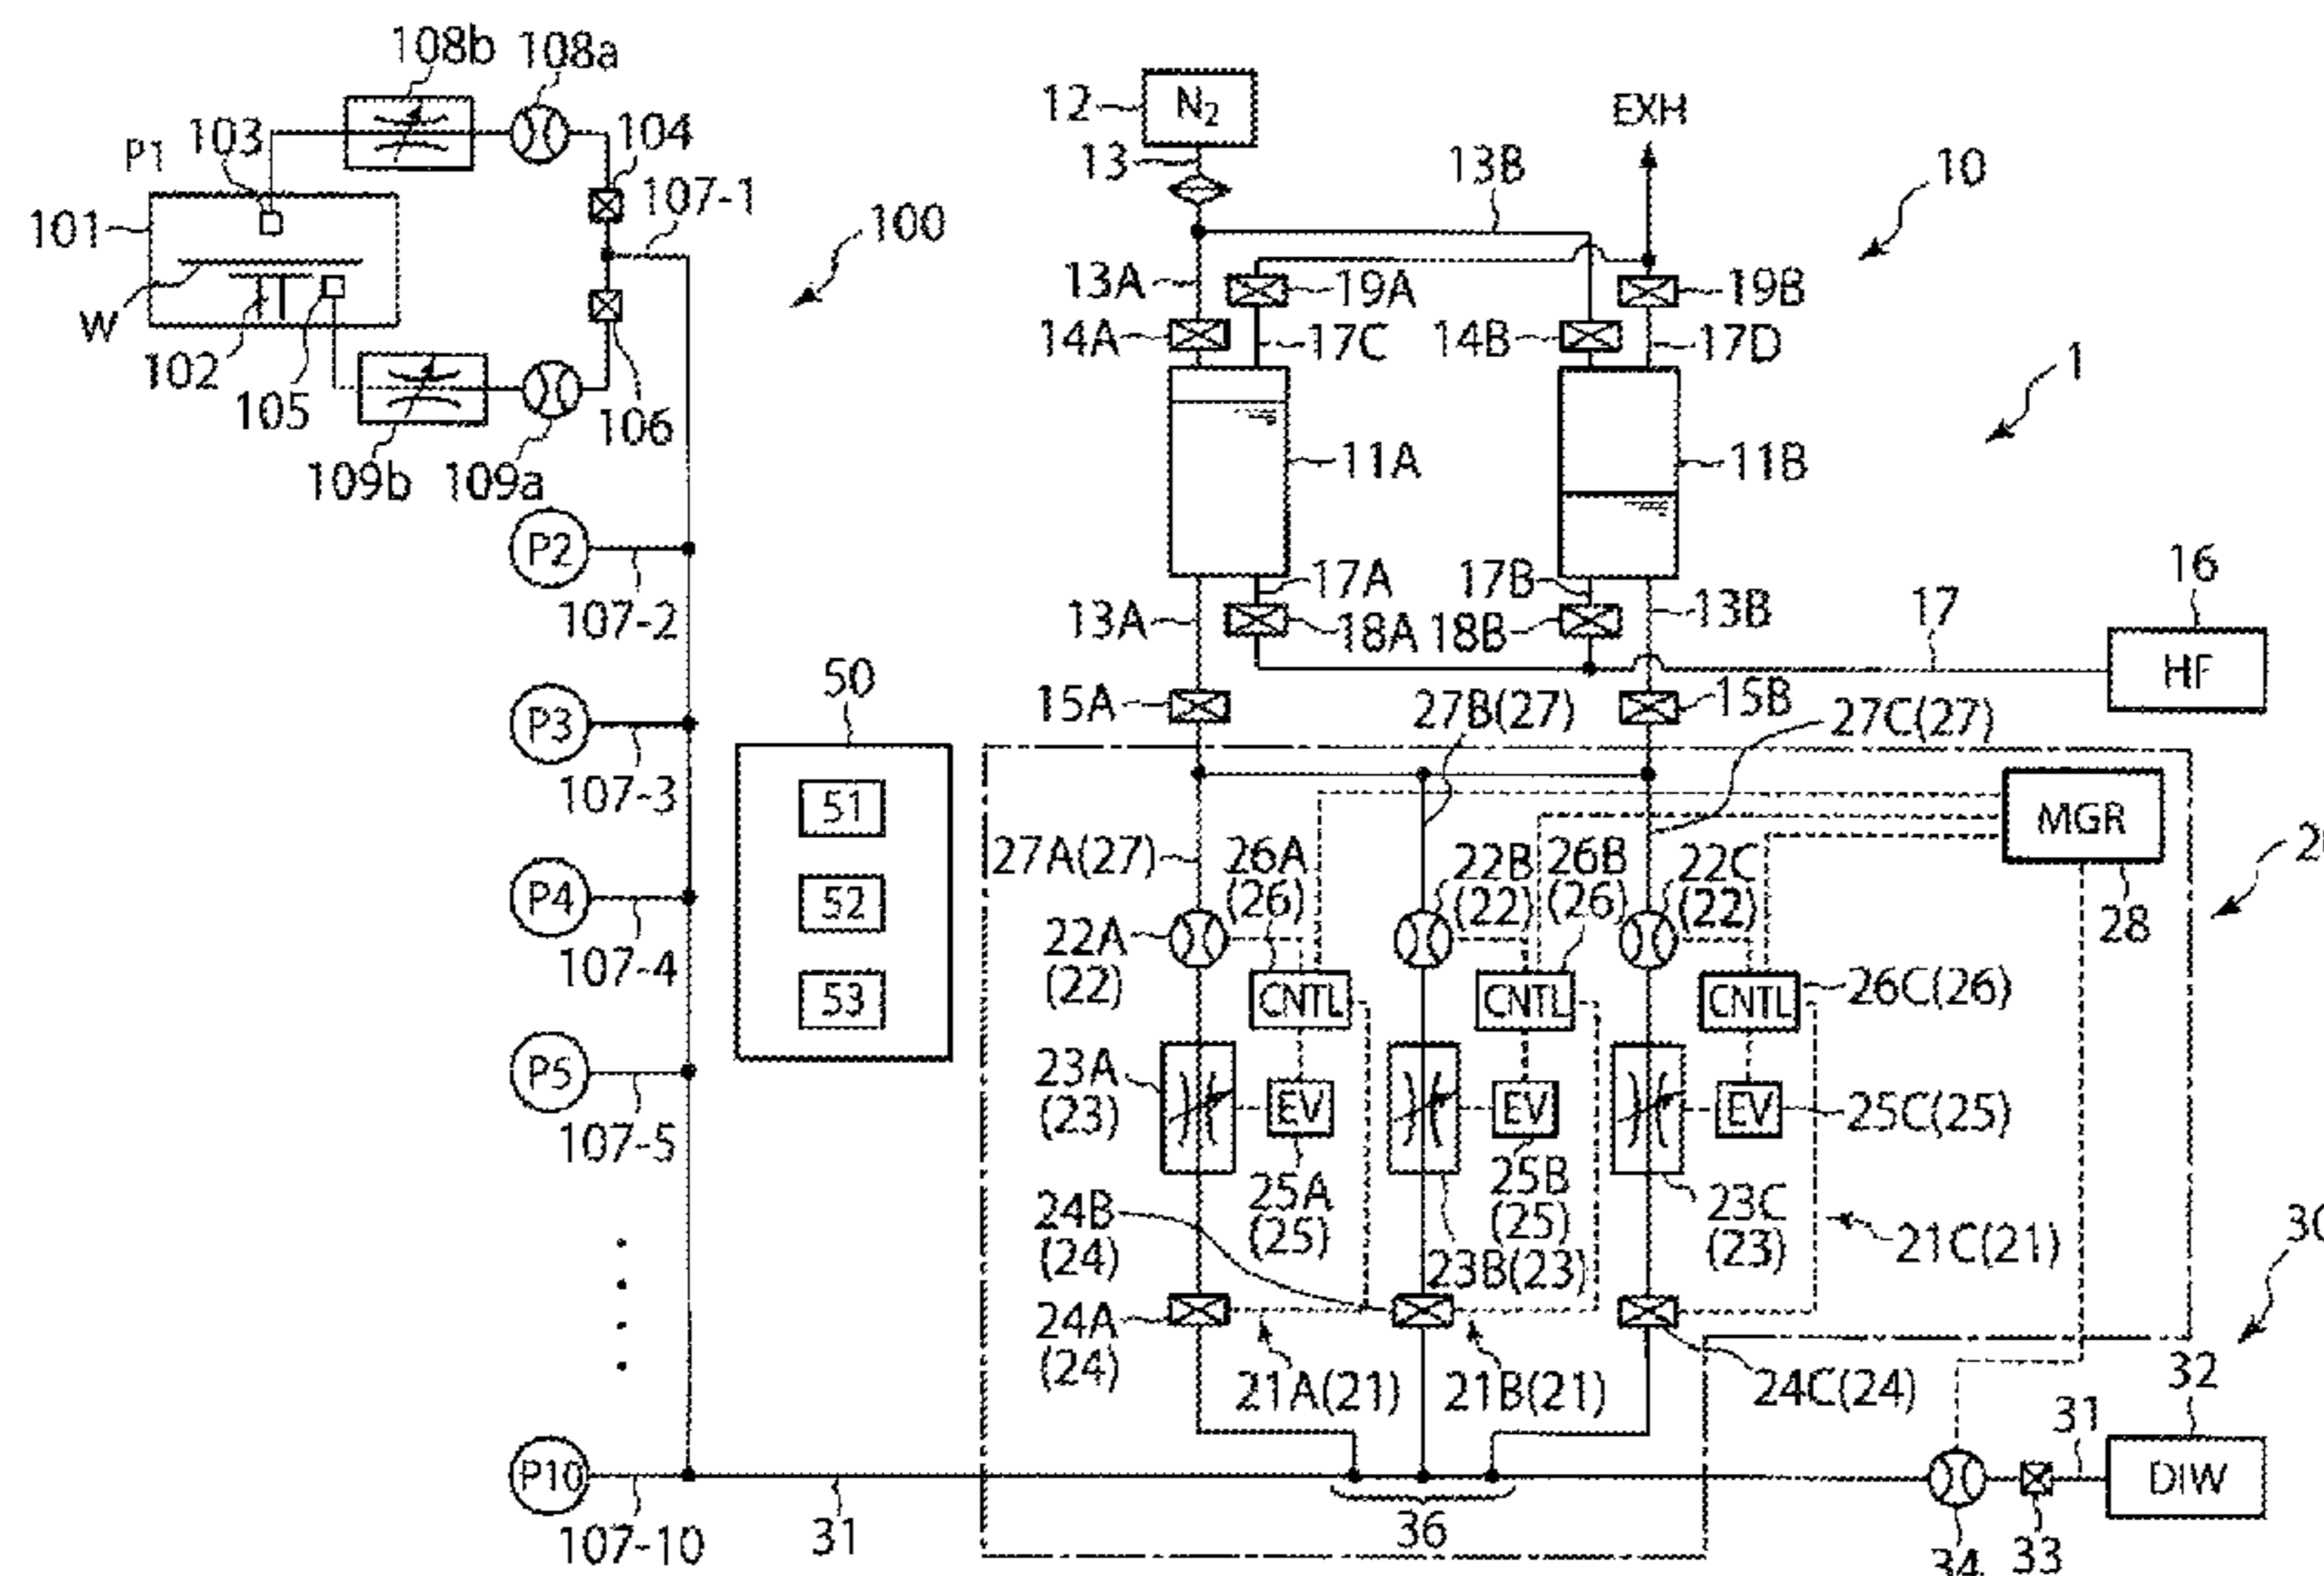 108b
108a
12
N2
EXH
P1
103
104
13
13B
10
107-1
101
100
W
102
105
106
109b
109a
13A
19A
19B
14A
17C
14B
17D
1
11A
11B
P2
107-2
17A
17B
16
13A
18A
18B
13B
17
HF
P3
107-3
50
15A
27B(27)
15B
27C(27)
51
MGR
27A(27)
26A
(26)
22B
(22)
26B
(26)
22C
(22)
28
P4
107-4
52
22A
(22)
53
CNTL
CNTL
CNTL
26C(26)
P5
107-5
23A
(23)
EV
EV
EV
25C(25)
24B
(24)
25A
(25)
25B
(25)
23C
(23)
21C(21)
30
23B(23)
24A
(24)
21A(21)
21B(21)
24C(24)
32
31
P10
107-10
31
36
34
33
DIW